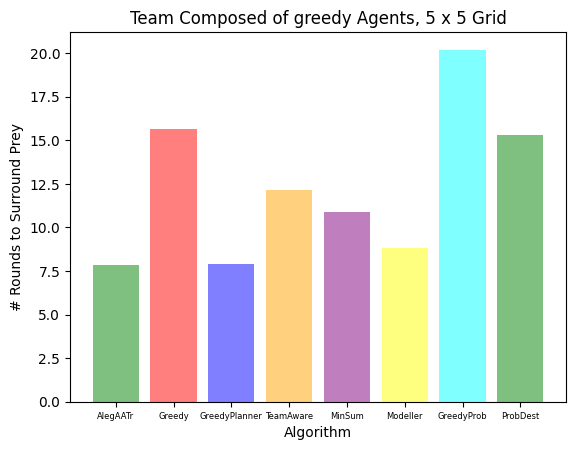 Team Composed of greedy Agents, 5 x 5 Grid
# Rounds to Surround Prey
20.0
17.5
15.0
12.5
10.0
7.5
5.0
2.5
0.0
AlegAATr Greedy GreedyPlanner TeamAware MinSum Modeller GreedyProb ProbDest
Algorithm